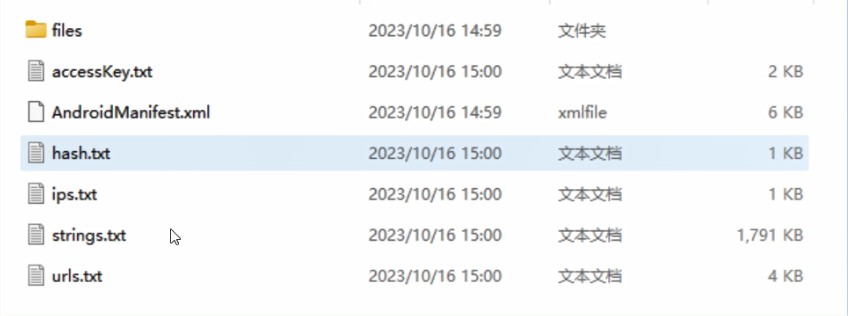 files 2023/10/16 14:59 文件夹
accessKey.txt 2023/10/16 15:00 文本文档 2 KB
AndroidManifest.xml 2023/10/16 14:59 xmlfile 6 KB
hash.txt 2023/10/16 15:00 文本文档 1 KB
ips.txt 2023/10/16 15:00 文本文档 1 KB
strings.txt 2023/10/16 15:00 文本文档 1,791 KB
urls.txt 2023/10/16 15:00 文本文档 4 KB